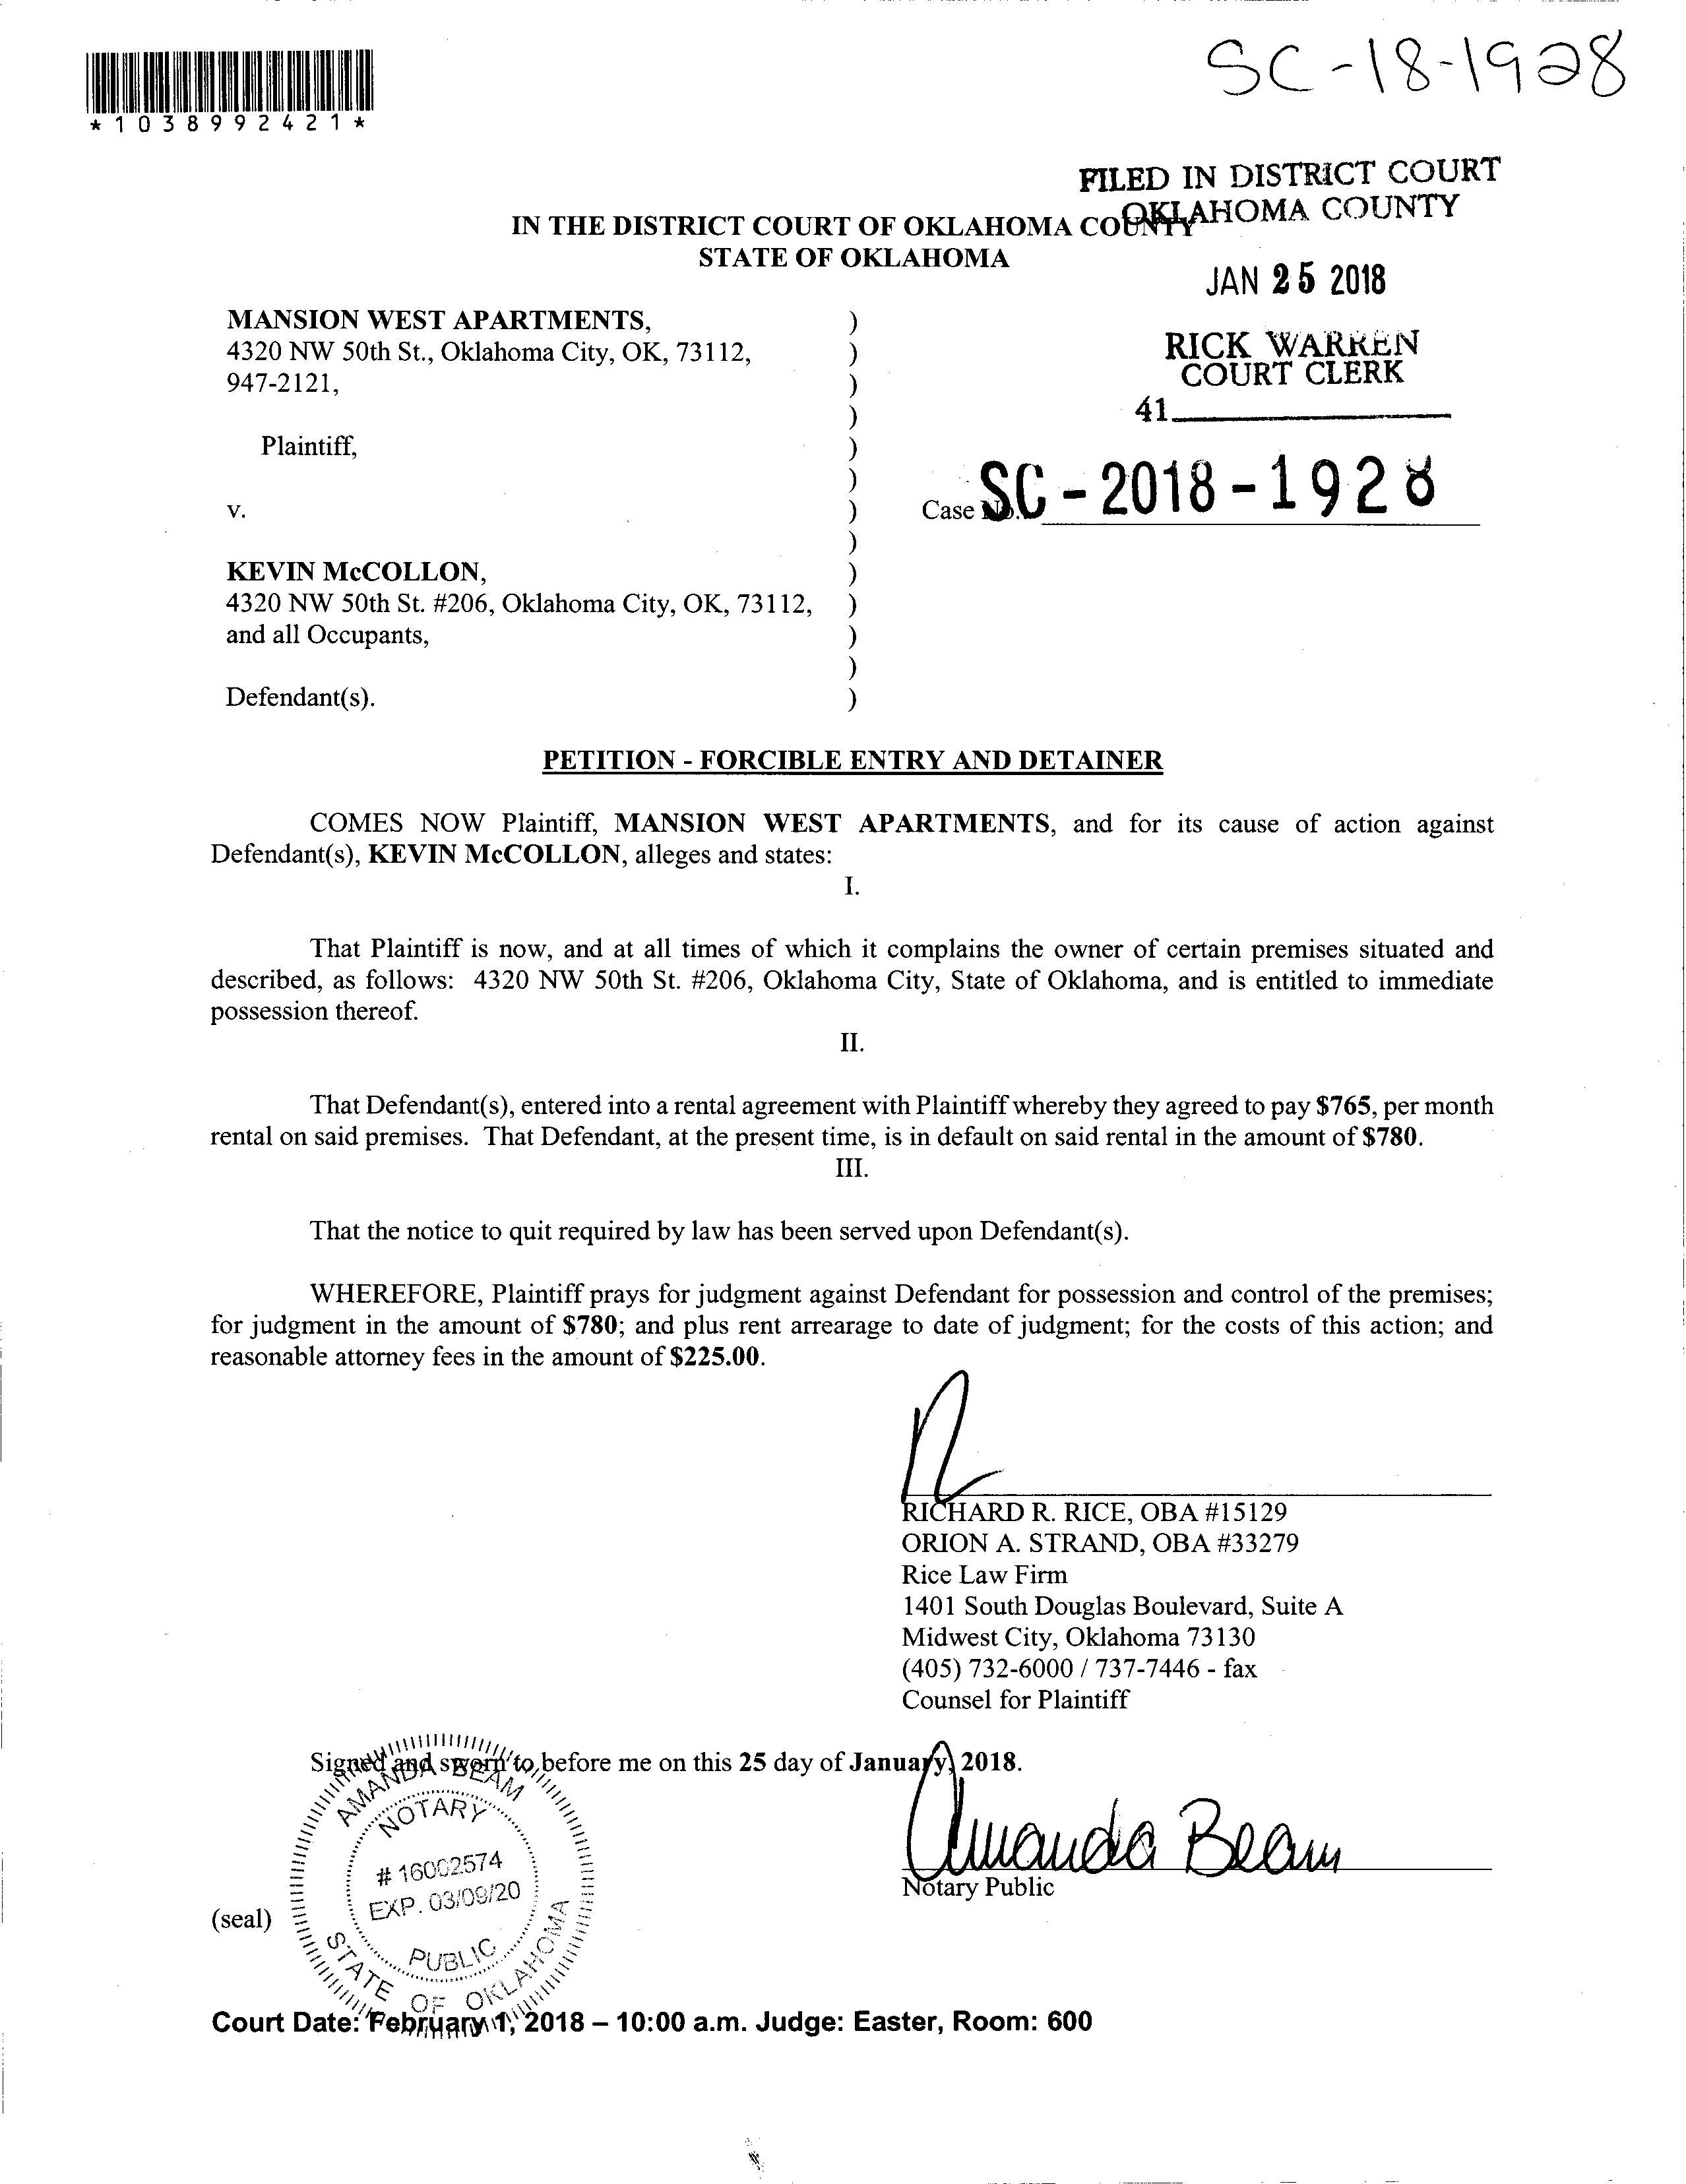 SC-18-1928
*1038992421*
FILED IN DISTRICT COURT
OKLAHOMA COUNTY
IN THE DISTRICT COURT OF OKLAHOMA COUNTY
STATE OF OKLAHOMA
JAN 25 2018
RICK WARREN
COURT CLERK
41
MANSION WEST APARTMENTS, )
4320 NW 50th St., Oklahoma City, OK, 73112, )
947-2121, )
)
Plaintiff, )
)
v. ) Case No. SC-2018-1928
)
KEVIN McCOLLON, )
4320 NW 50th St. #206, Oklahoma City, OK, 73112, )
and all Occupants, )
)
Defendant(s). )
PETITION - FORCIBLE ENTRY AND DETAINER
COMES NOW Plaintiff, MANSION WEST APARTMENTS, and for its cause of action against
Defendant(s), KEVIN McCOLLON, alleges and states:
I.
That Plaintiff is now, and at all times of which it complains the owner of certain premises situated and
described, as follows: 4320 NW 50th St. #206, Oklahoma City, State of Oklahoma, and is entitled to immediate
possession thereof.
II.
That Defendant(s), entered into a rental agreement with Plaintiff whereby they agreed to pay $765, per month
rental on said premises. That Defendant, at the present time, is in default on said rental in the amount of $780.
III.
That the notice to quit required by law has been served upon Defendant(s).
WHEREFORE, Plaintiff prays for judgment against Defendant for possession and control of the premises;
for judgment in the amount of $780; and plus rent arrearage to date of judgment; for the costs of this action; and
reasonable attorney fees in the amount of $225.00.
RICHARD R. RICE, OBA #15129
ORION A. STRAND, OBA #33279
Rice Law Firm
1401 South Douglas Boulevard, Suite A
Midwest City, Oklahoma 73130
(405) 732-6000 / 737-7446 - fax
Counsel for Plaintiff
Signed and sworn to before me on this 25 day of January, 2018.
AMANDA BEAM
NOTARY
# 16002574
EXP. 03/09/20
PUBLIC
STATE OF OKLAHOMA
Amanda Beam
Notary Public
(seal)
Court Date: February 1, 2018 – 10:00 a.m. Judge: Easter, Room: 600